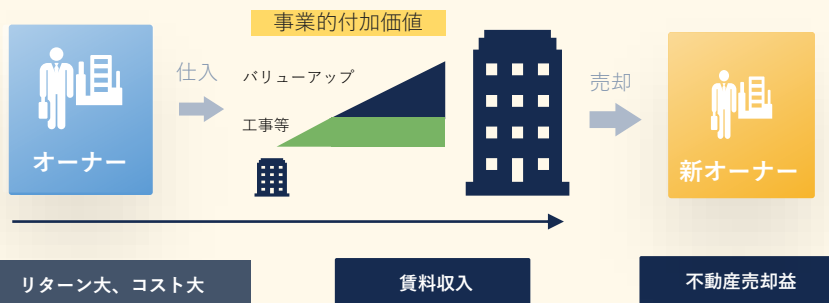 事業的付加価値
仕入
バリューアップ
工事等
売却
オーナー
新オーナー
リターン大、コスト大
賃料収入
不動産売却益